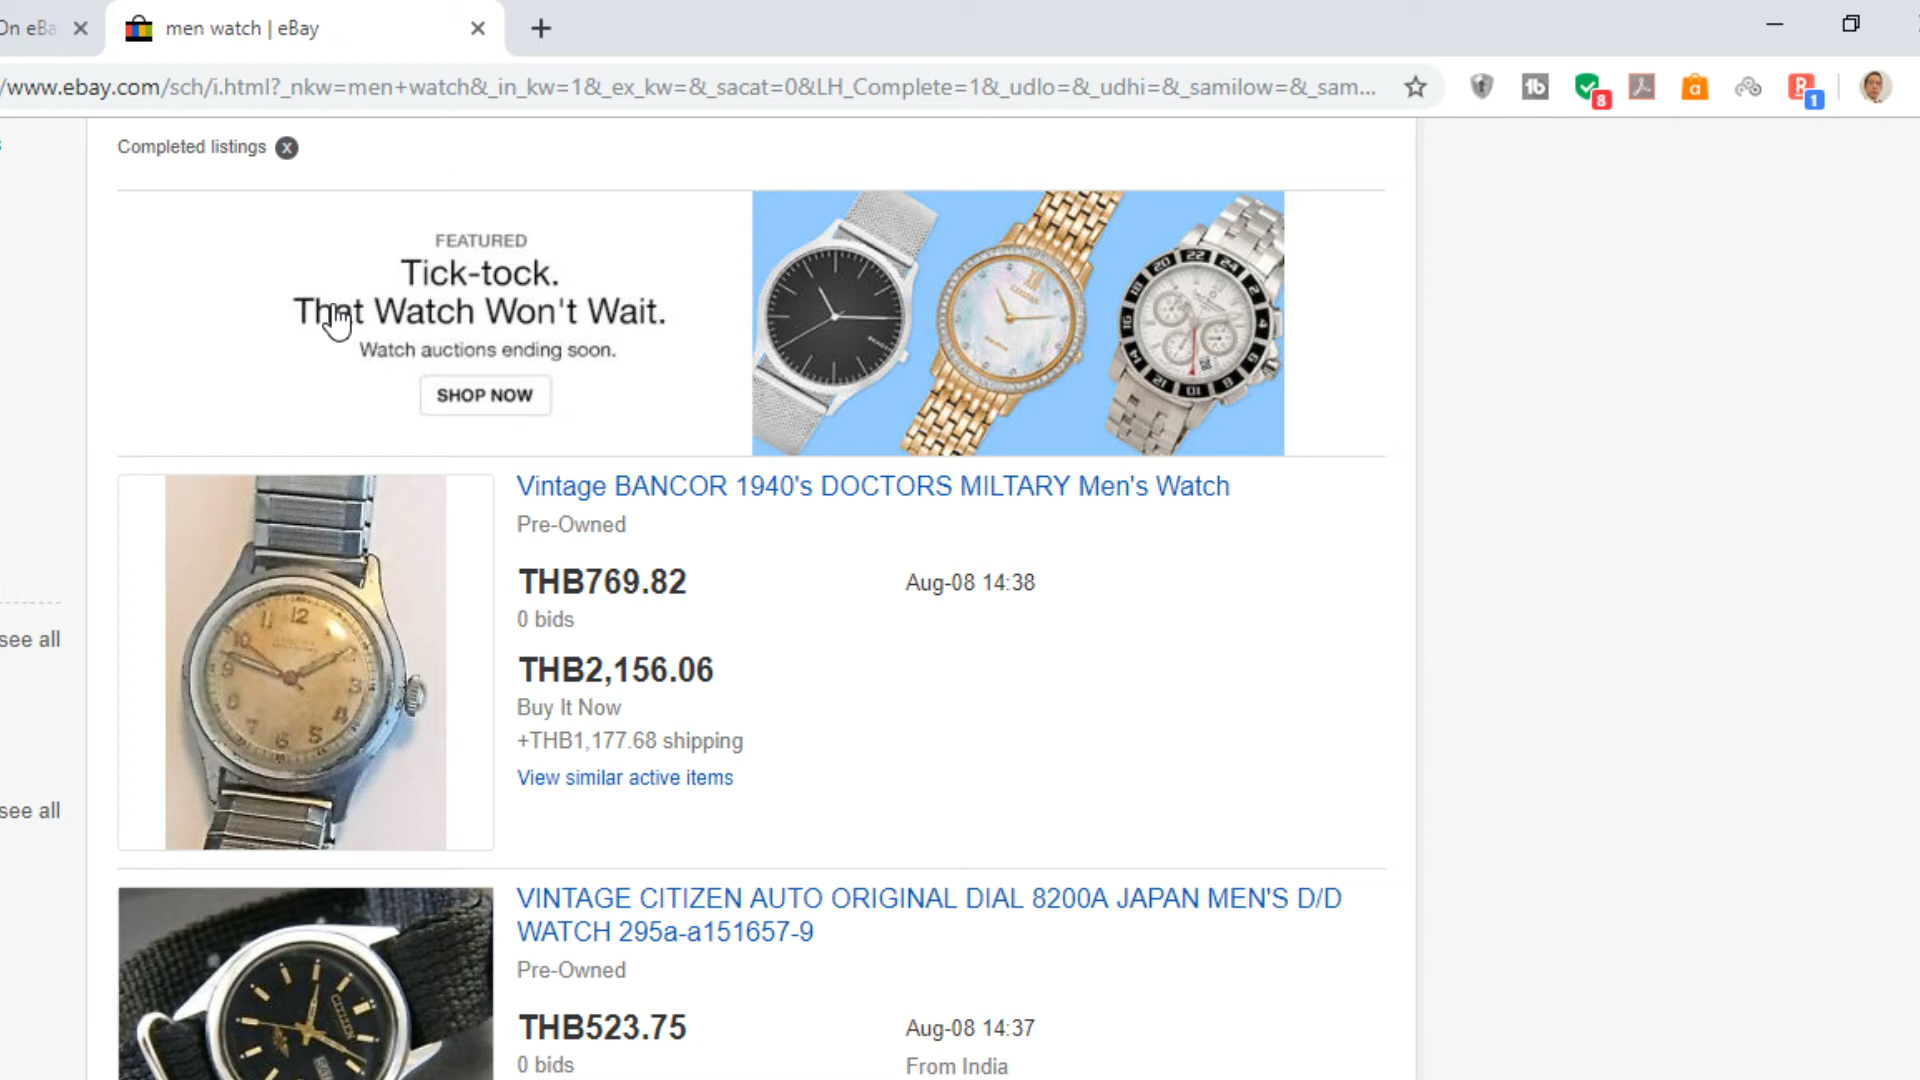 On eBa
men watch | eBay
/www.ebay.com/sch/i.html?_nkw=men+watch&_in_kw=1&_ex_kw=&_sacat=0&LH_Complete=1&_udlo=&_udhi=&_samilow=&_sam...
8
1
Completed listings
FEATURED
Tick-tock.
That Watch Won't Wait.
Watch auctions ending soon.
SHOP NOW
Vintage BANCOR 1940's DOCTORS MILTARY Men's Watch
Pre-Owned
THB769.82
Aug-08 14:38
0 bids
THB2,156.06
Buy It Now
+THB1,177.68 shipping
View similar active items
see all
see all
VINTAGE CITIZEN AUTO ORIGINAL DIAL 8200A JAPAN MEN'S D/D
WATCH 295a-a151657-9
Pre-Owned
THB523.75
Aug-08 14:37
0 bids
From India
CITIZEN